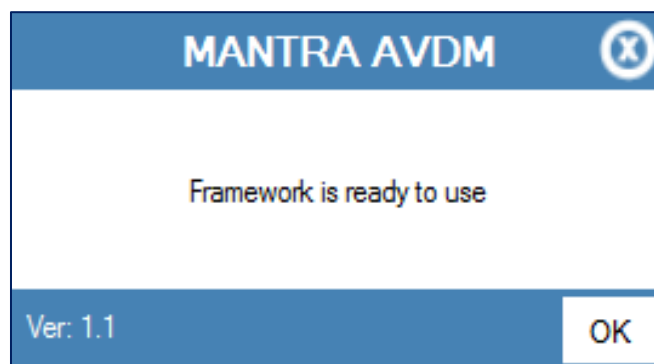 MANTRA AVDM
X
Framework is ready to use
Ver: 1.1
OK